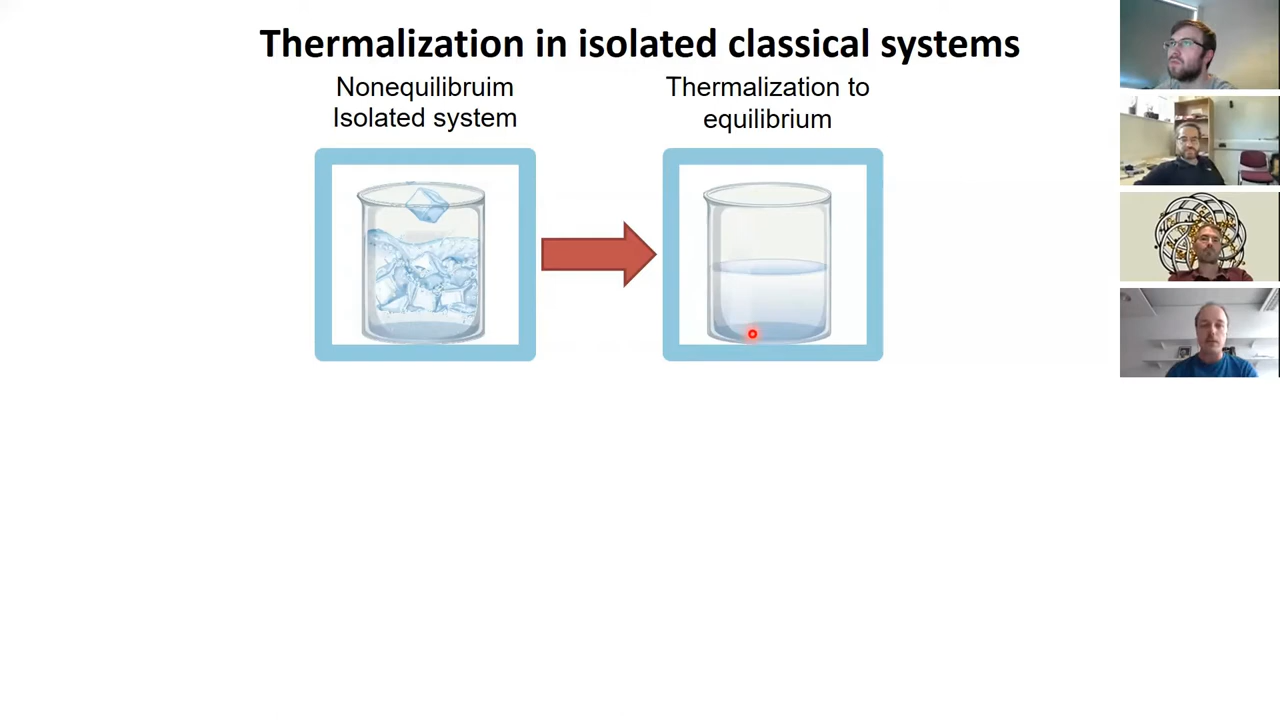 Thermalization in isolated classical systems
Nonequilibruim
Isolated system
Thermalization to
equilibrium